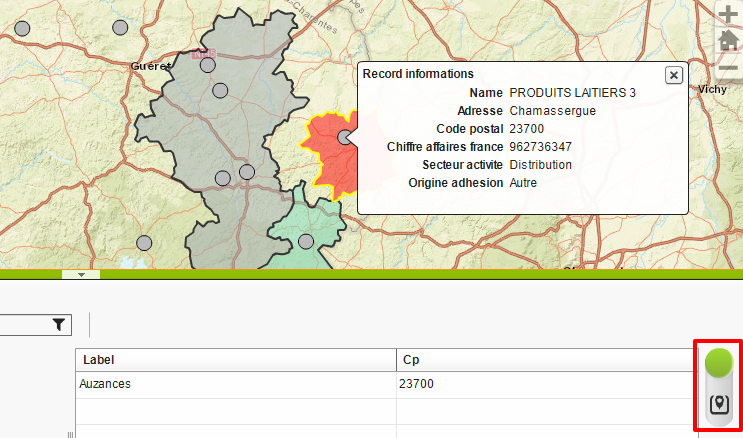 Charentes
Guéret
Vichy
Record informations
Name PRODUITS LAITIERS 3
Adresse Chamassergue
Code postal 23700
Chiffre affaires france 962736347
Secteur activite Distribution
Origine adhesion Autre
Label Cp
Auzances 23700